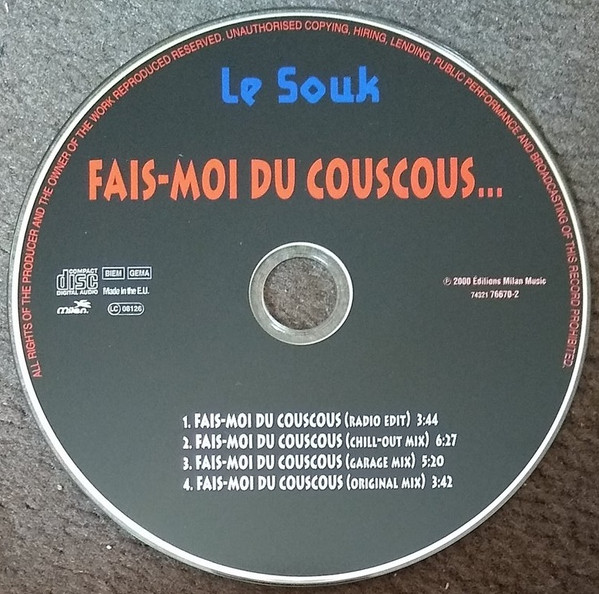 ALL RIGHTS OF THE PRODUCER AND THE OWNER OF THE WORK REPRODUCED RESERVED. UNAUTHORISED COPYING, HIRING, LENDING, PUBLIC PERFORMANCE AND BROADCASTING OF THIS RECORD PROHIBITED.
Le Souk
FAIS-MOI DU COUSCOUS...
COMPACT
disc
DIGITAL AUDIO
BIEM GEMA
Made in the E.U.
milan
LC 08126
℗ 2000 Éditions Milan Music
74321 76670-2
1. FAIS-MOI DU COUSCOUS (RADIO EDIT) 3:44
2. FAIS-MOI DU COUSCOUS (CHILL-OUT MIX) 6:27
3. FAIS-MOI DU COUSCOUS (GARAGE MIX) 5:20
4. FAIS-MOI DU COUSCOUS (ORIGINAL MIX) 3:42